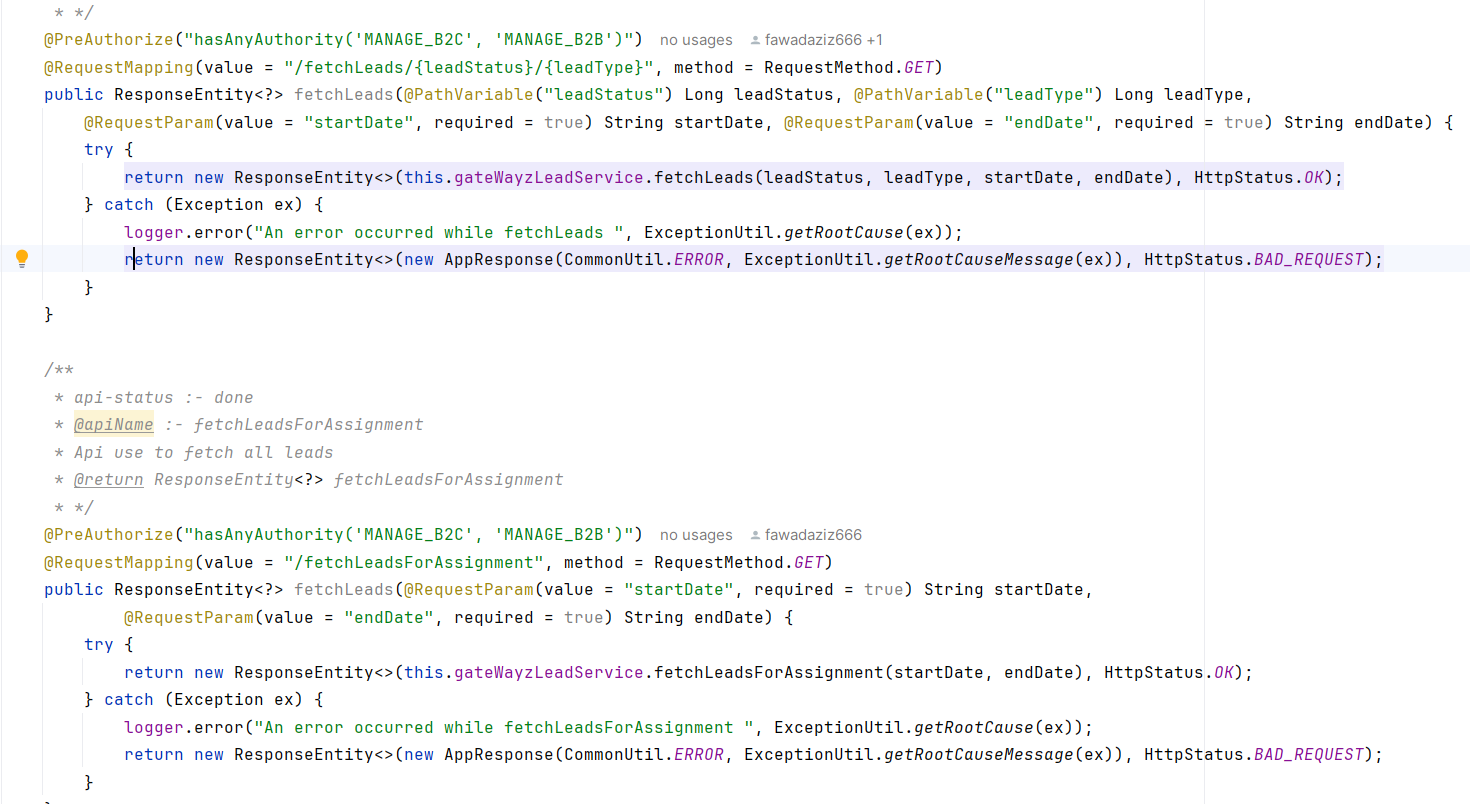 * */
@PreAuthorize("hasAnyAuthority('MANAGE_B2C', 'MANAGE_B2B')") no usages fawadaziz666 +1
@RequestMapping(value = "/fetchLeads/{leadStatus}/{leadType}", method = RequestMethod.GET)
public ResponseEntity<?> fetchLeads(@PathVariable("leadStatus") Long leadStatus, @PathVariable("leadType") Long leadType,
@RequestParam(value = "startDate", required = true) String startDate, @RequestParam(value = "endDate", required = true) String endDate) {
try {
return new ResponseEntity<>(this.gateWayzLeadService.fetchLeads(leadStatus, leadType, startDate, endDate), HttpStatus.OK);
} catch (Exception ex) {
logger.error("An error occurred while fetchLeads ", ExceptionUtil.getRootCause(ex));
return new ResponseEntity<>(new AppResponse(CommonUtil.ERROR, ExceptionUtil.getRootCauseMessage(ex)), HttpStatus.BAD_REQUEST);
}
}
/**
* api-status :- done
* @apiName :- fetchLeadsForAssignment
* Api use to fetch all leads
* @return ResponseEntity<?> fetchLeadsForAssignment
* */
@PreAuthorize("hasAnyAuthority('MANAGE_B2C', 'MANAGE_B2B')") no usages fawadaziz666
@RequestMapping(value = "/fetchLeadsForAssignment", method = RequestMethod.GET)
public ResponseEntity<?> fetchLeads(@RequestParam(value = "startDate", required = true) String startDate,
@RequestParam(value = "endDate", required = true) String endDate) {
try {
return new ResponseEntity<>(this.gateWayzLeadService.fetchLeadsForAssignment(startDate, endDate), HttpStatus.OK);
} catch (Exception ex) {
logger.error("An error occurred while fetchLeadsForAssignment ", ExceptionUtil.getRootCause(ex));
return new ResponseEntity<>(new AppResponse(CommonUtil.ERROR, ExceptionUtil.getRootCauseMessage(ex)), HttpStatus.BAD_REQUEST);
}